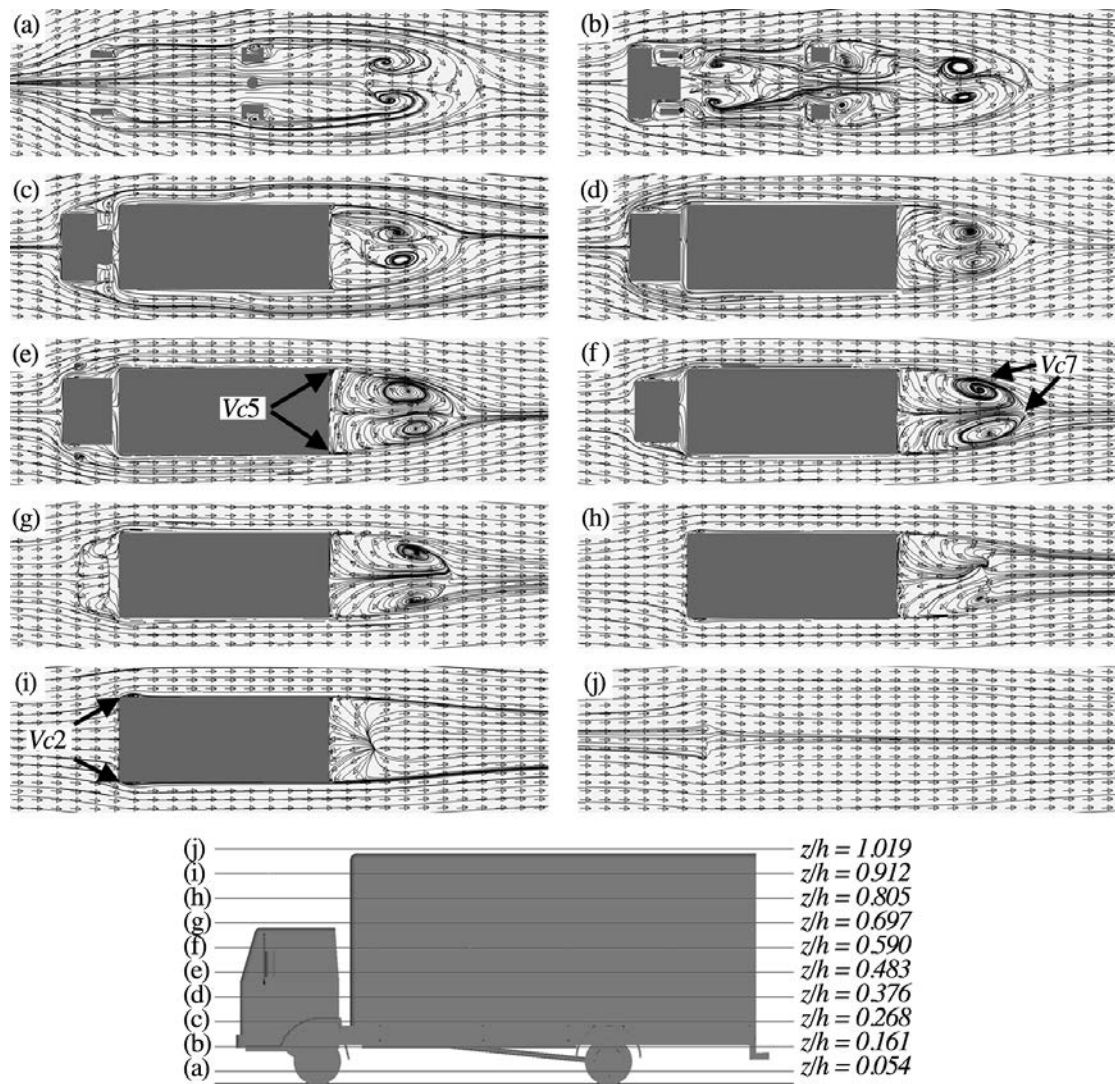 (a)
(b)
(c)
(d)
(e)
Vc5
(f)
Vc7
(g)
(h)
(i)
Vc2
(j)
(j) z/h = 1.019
(i) z/h = 0.912
(h) z/h = 0.805
(g) z/h = 0.697
(f) z/h = 0.590
(e) z/h = 0.483
(d) z/h = 0.376
(c) z/h = 0.268
(b) z/h = 0.161
(a) z/h = 0.054